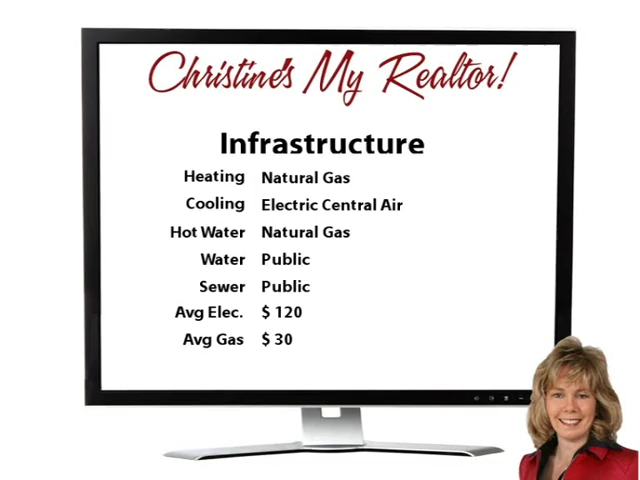 Christine's My Realtor!
Infrastructure
Heating Natural Gas
Cooling Electric Central Air
Hot Water Natural Gas
Water Public
Sewer Public
Avg Elec. $ 120
Avg Gas $ 30